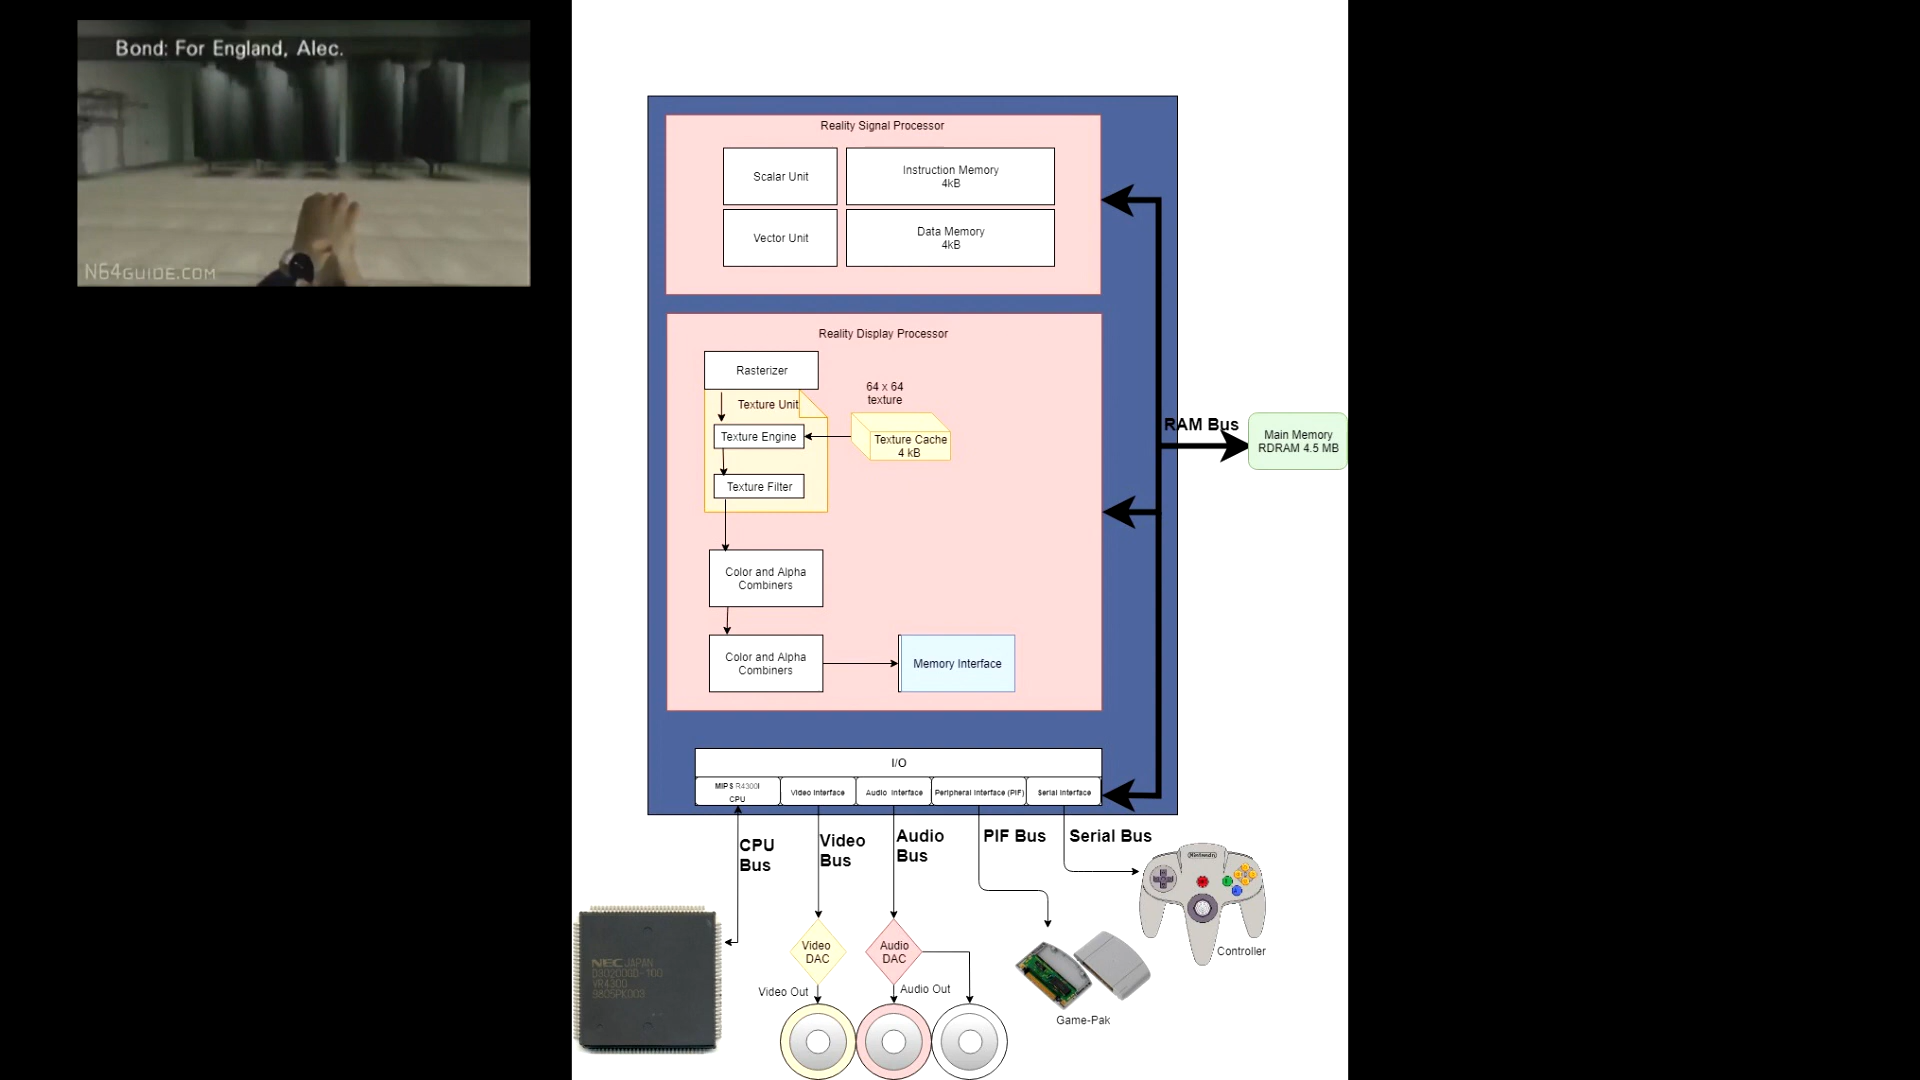 Bond: For England, Alec.
N64GUIDE.COM
Reality Signal Processor
Scalar Unit
Instruction Memory
4kB
Vector Unit
Data Memory
4kB
Reality Display Processor
Rasterizer
Texture Unit
64 x 64
texture
Texture Engine
Texture Cache
4 kB
Texture Filter
Color and Alpha
Combiners
Color and Alpha
Combiners
Memory Interface
RAM Bus
Main Memory
RDRAM 4.5 MB
I/O
MIPS R4300I
CPU
Video Interface
Audio Interface
Peripheral Interface (PIF)
Serial Interface
CPU
Bus
Video
Bus
Audio
Bus
PIF Bus
Serial Bus
Nintendo
Controller
NEC JAPAN
VR4300
Video
DAC
Audio
DAC
Video Out
Audio Out
Game-Pak